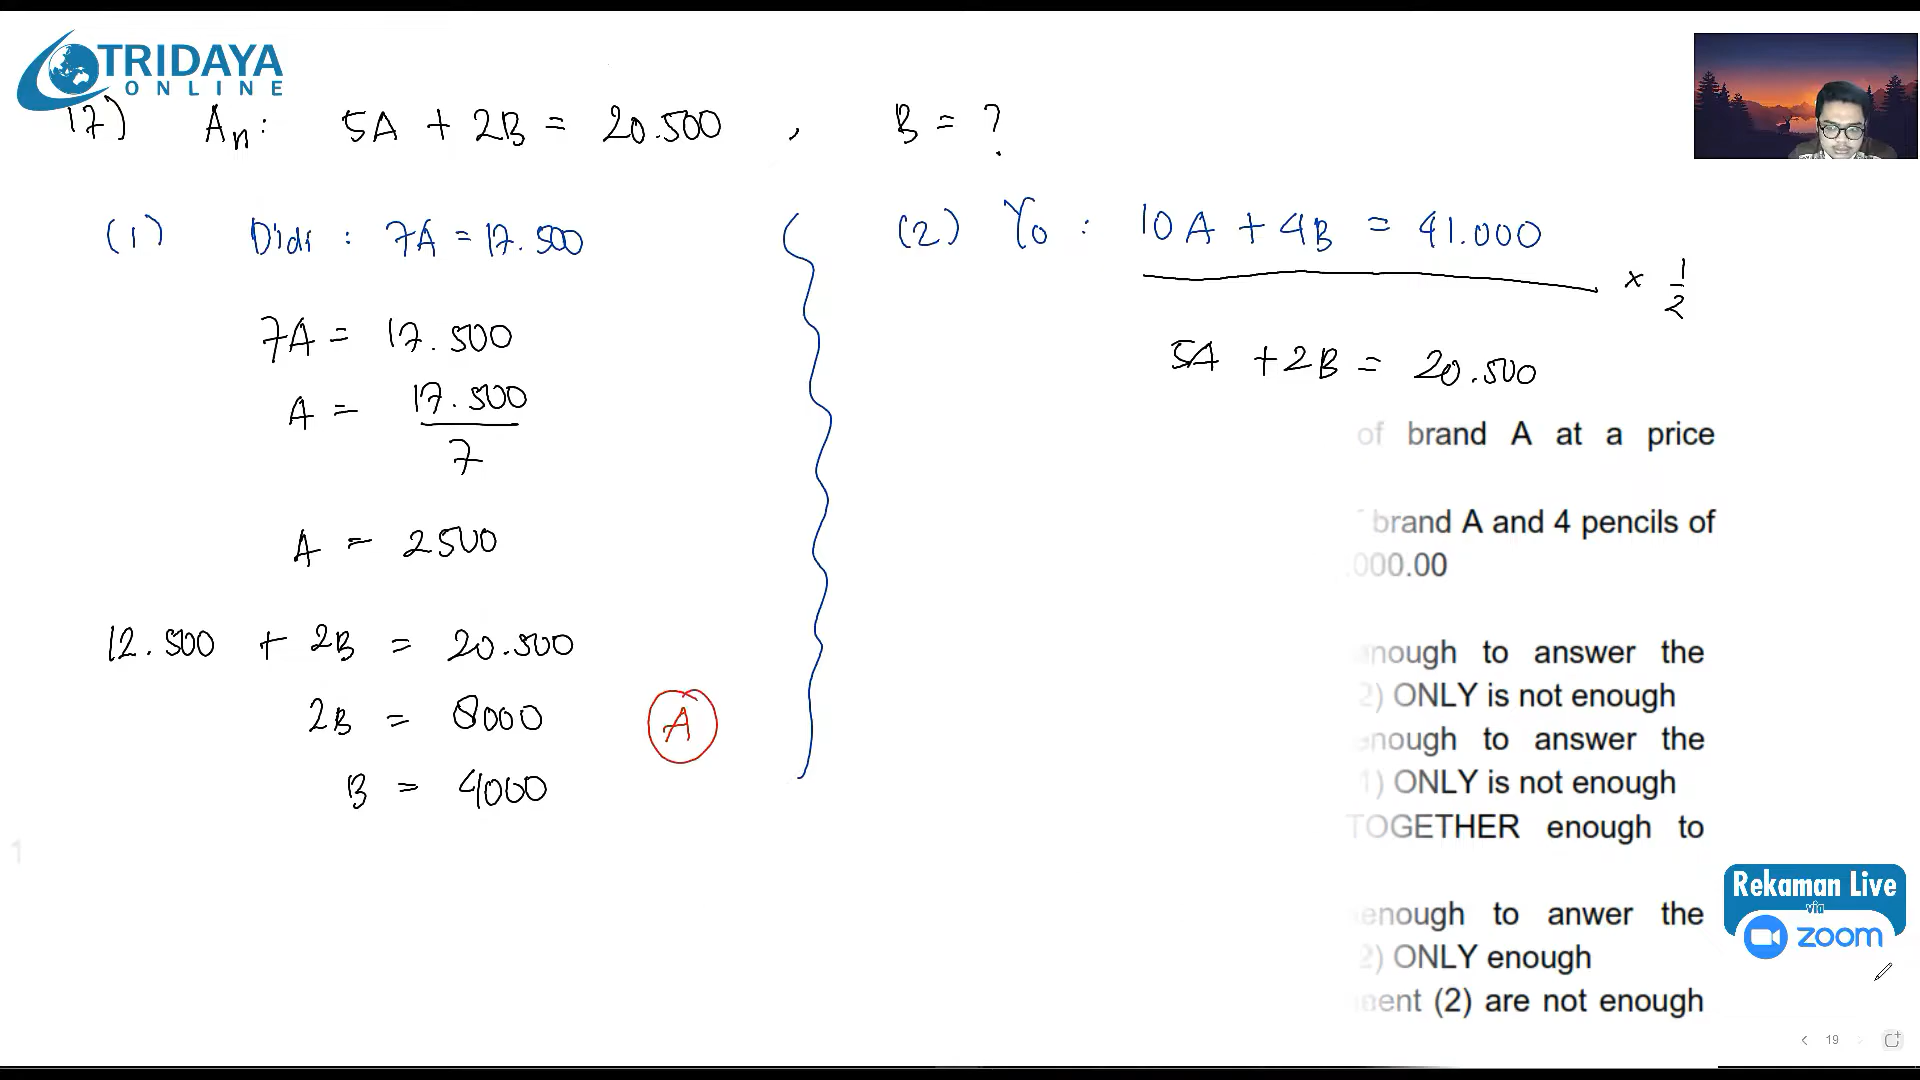 TRIDAYA
ONLINE
17) An: 5A + 2B = 20.500 , B = ?
(1) Didi : 7A = 17.500
7A = 17.500
A = 17.500
7
A = 2500
12.500 + 2B = 20.500
2B = 8000
B = 4000
A
(2) Yo : 10A + 4B = 41.000
x 1/2
5A + 2B = 20.500
of brand A at a price
brand A and 4 pencils of
000.00
enough to answer the
2) ONLY is not enough
enough to answer the
1) ONLY is not enough
TOGETHER enough to
enough to anwer the
2) ONLY enough
(2) are not enough
1
Rekaman Live
via
zoom
19